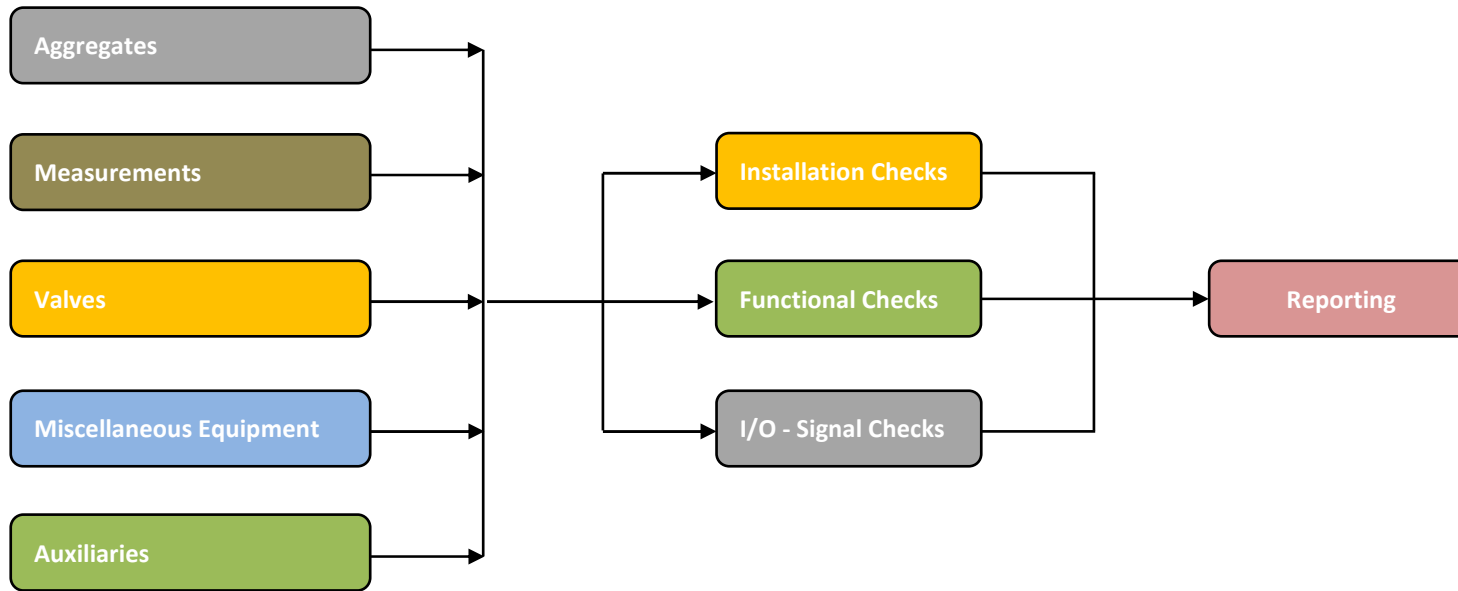 Aggregates
Measurements
Valves
Miscellaneous Equipment
Auxiliaries
Installation Checks
Functional Checks
I/O - Signal Checks
Reporting